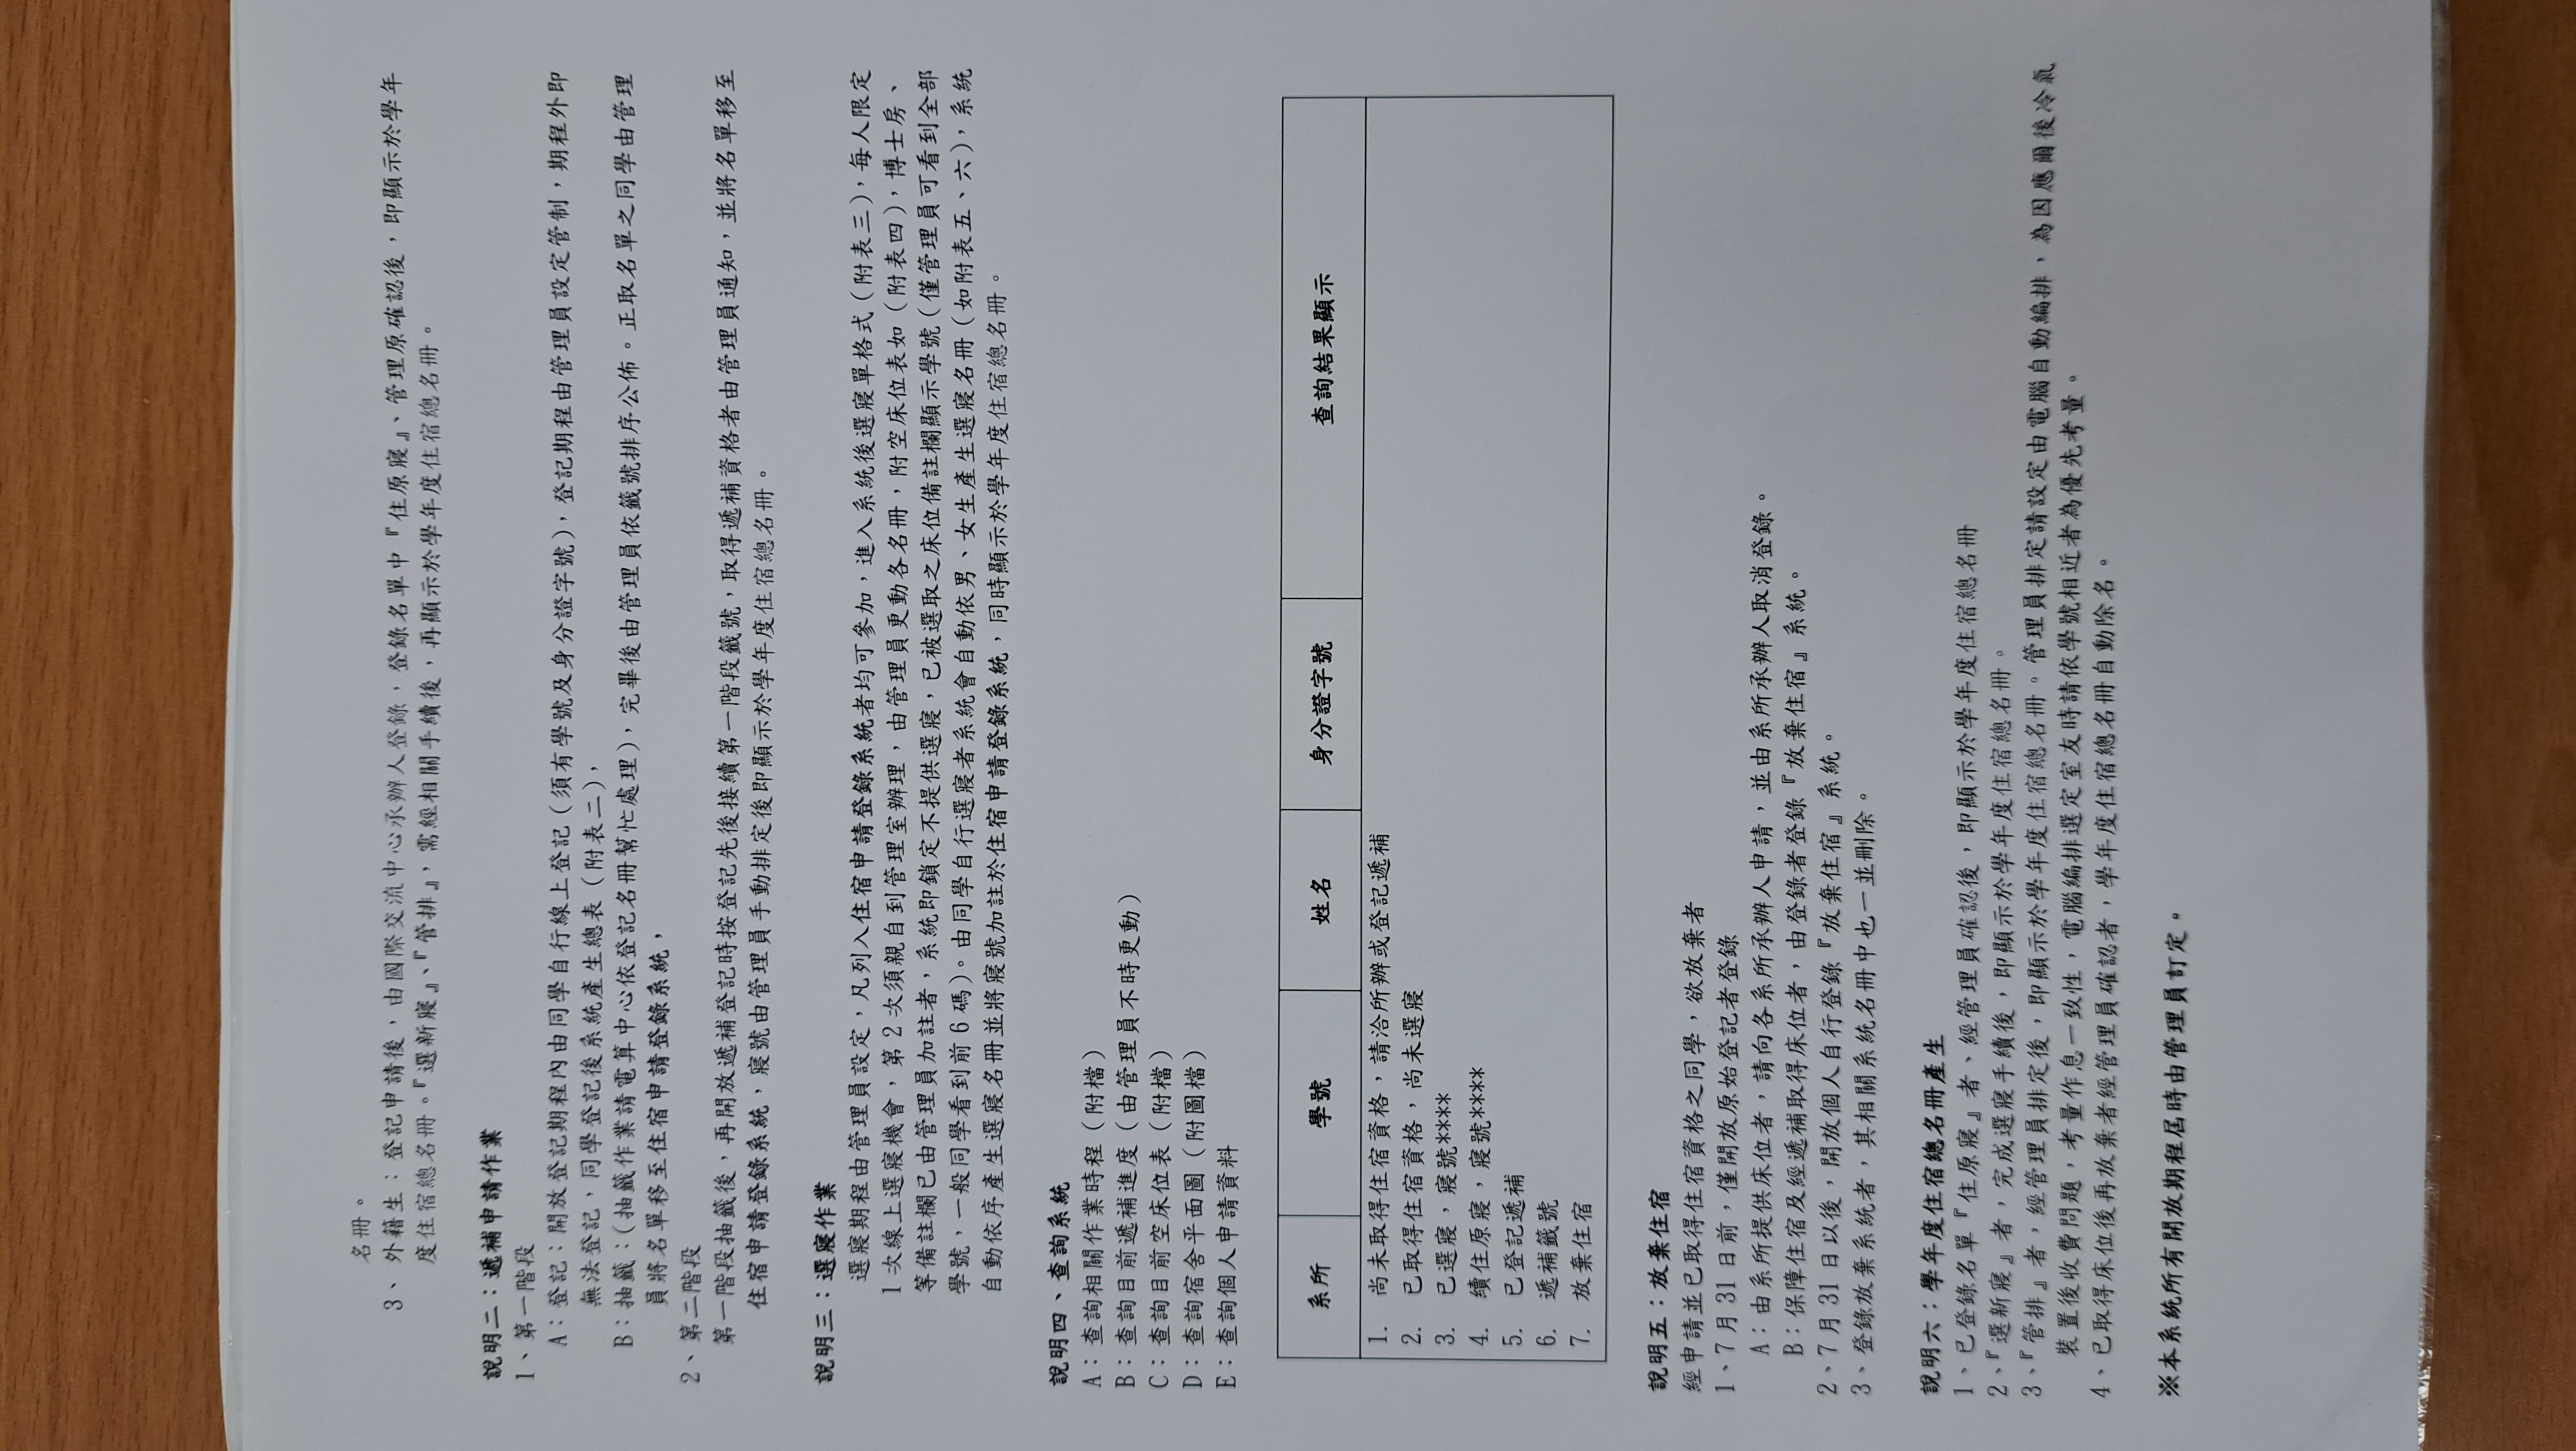 名冊。
3、 外籍生：登記申請後，由國際交流中心承辦人登錄，登錄名單中『住原寢』、管理原確認後，即顯示於學年
度住宿總名冊。『選新寢』、『管排』，需經相關手續後，再顯示於學年度住宿總名冊。
說明二：遞補申請作業
1、第一階段
A：登記：開放登記期程內由同學自行線上登記（須有學號及身分證字號），登記期程由管理員設定管制，期程外即
無法登記，同學登記後系統產生總表（附表二），
B：抽籤：（抽籤作業請電算中心依登記名冊幫忙處理），完畢後由管理員依籤號排序公佈。正取名單之同學由管理
員將名單移至住宿申請登錄系統，
2、第二階段
第一階段抽籤後，再開放遞補登記時按登記先後接續第一階段籤號，取得遞補資格者由管理員通知，並將名單移至
住宿申請登錄系統，寢號由管理員手動排定後即顯示於學年度住宿總名冊。
說明三：選寢作業
選寢期程由管理員設定，凡列入住宿申請登錄系統者均可參加，進入系統後選寢單格式（附表三），每人限定
1 次線上選寢機會，第 2 次須親自到管理室辦理，由管理員更動各名冊，附空床位表如（附表四），博士房、
等備註欄已由管理員加註者，系統即鎖定不提供選寢，已被選取之床位備註欄顯示學號（僅管理員可看到全部
學號，一般同學看到前 6 碼）。由同學自行選寢者系統會自動依男、女生產生選寢名冊（如附表五、六），系統
自動依序產生選寢名冊並將寢號加註於住宿申請登錄系統，同時顯示於學年度住宿總名冊。
說明四、查詢系統
A：查詢相關作業時程（附檔）
B：查詢目前遞補進度（由管理員不時更動）
C：查詢目前空床位表（附檔）
D：查詢宿舍平面圖（附圖檔）
E：查詢個人申請資料
系所 學號 姓名 身分證字號 查詢結果顯示
1. 尚未取得住宿資格，請洽所辦或登記遞補
2. 已取得住宿資格，尚未選寢
3. 已選寢，寢號****
4. 續住原寢，寢號****
5. 已登記遞補
6. 遞補籤號
7. 放棄住宿
說明五：放棄住宿
經申請並已取得住宿資格之同學，欲放棄者
1、7 月 31 日前，僅開放原始登記者登錄
A：由系所提供床位者，請向各系所承辦人申請，並由系所承辦人取消登錄。
B：保障住宿及經遞補取得床位者，由登錄者登錄『放棄住宿』系統。
2、7 月 31 日以後，開放個人自行登錄『放棄住宿』系統。
3、登錄放棄系統者，其相關系統名冊中也一並刪除。
說明六：學年度住宿總名冊產生
1、已登錄名單『住原寢』者、經管理員確認後，即顯示於學年度住宿總名冊
2、『選新寢』者，完成選寢手續後，即顯示於學年度住宿總名冊。
3、『管排』者，經管理員排定後，即顯示於學年度住宿總名冊。管理員排定請設定由電腦自動編排，為因應爾後冷氣
裝置後收費問題，考量作息一致性，電腦編排選定室友時請依學號相近者為優先考量。
4、已取得床位後再放棄者經管理員確認者，學年度住宿總名冊自動除名。
※本系統所有開放期程屆時由管理員訂定。